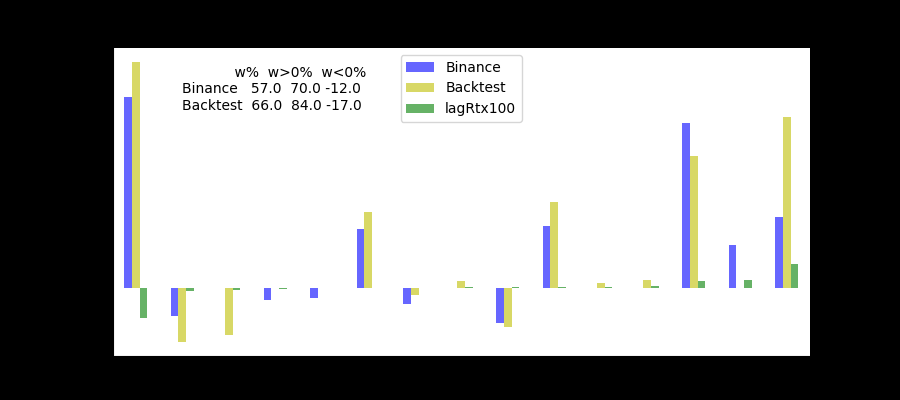 w%  w>0%  w<0%
Binance   57.0  70.0 -12.0
Backtest  66.0  84.0 -17.0
Binance
Backtest
lagRtx100